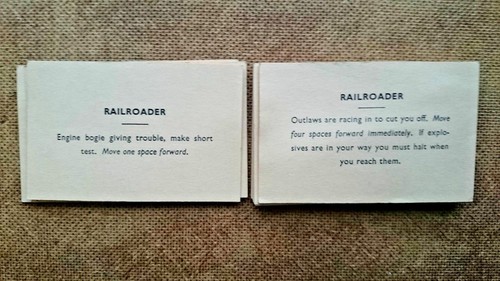 RAILROADER
Engine bogie giving trouble, make short
test. Move one space forward.
RAILROADER
Outlaws are racing in to cut you off. Move
four spaces forward immediately. If explo-
sives are in your way you must halt when
you reach them.